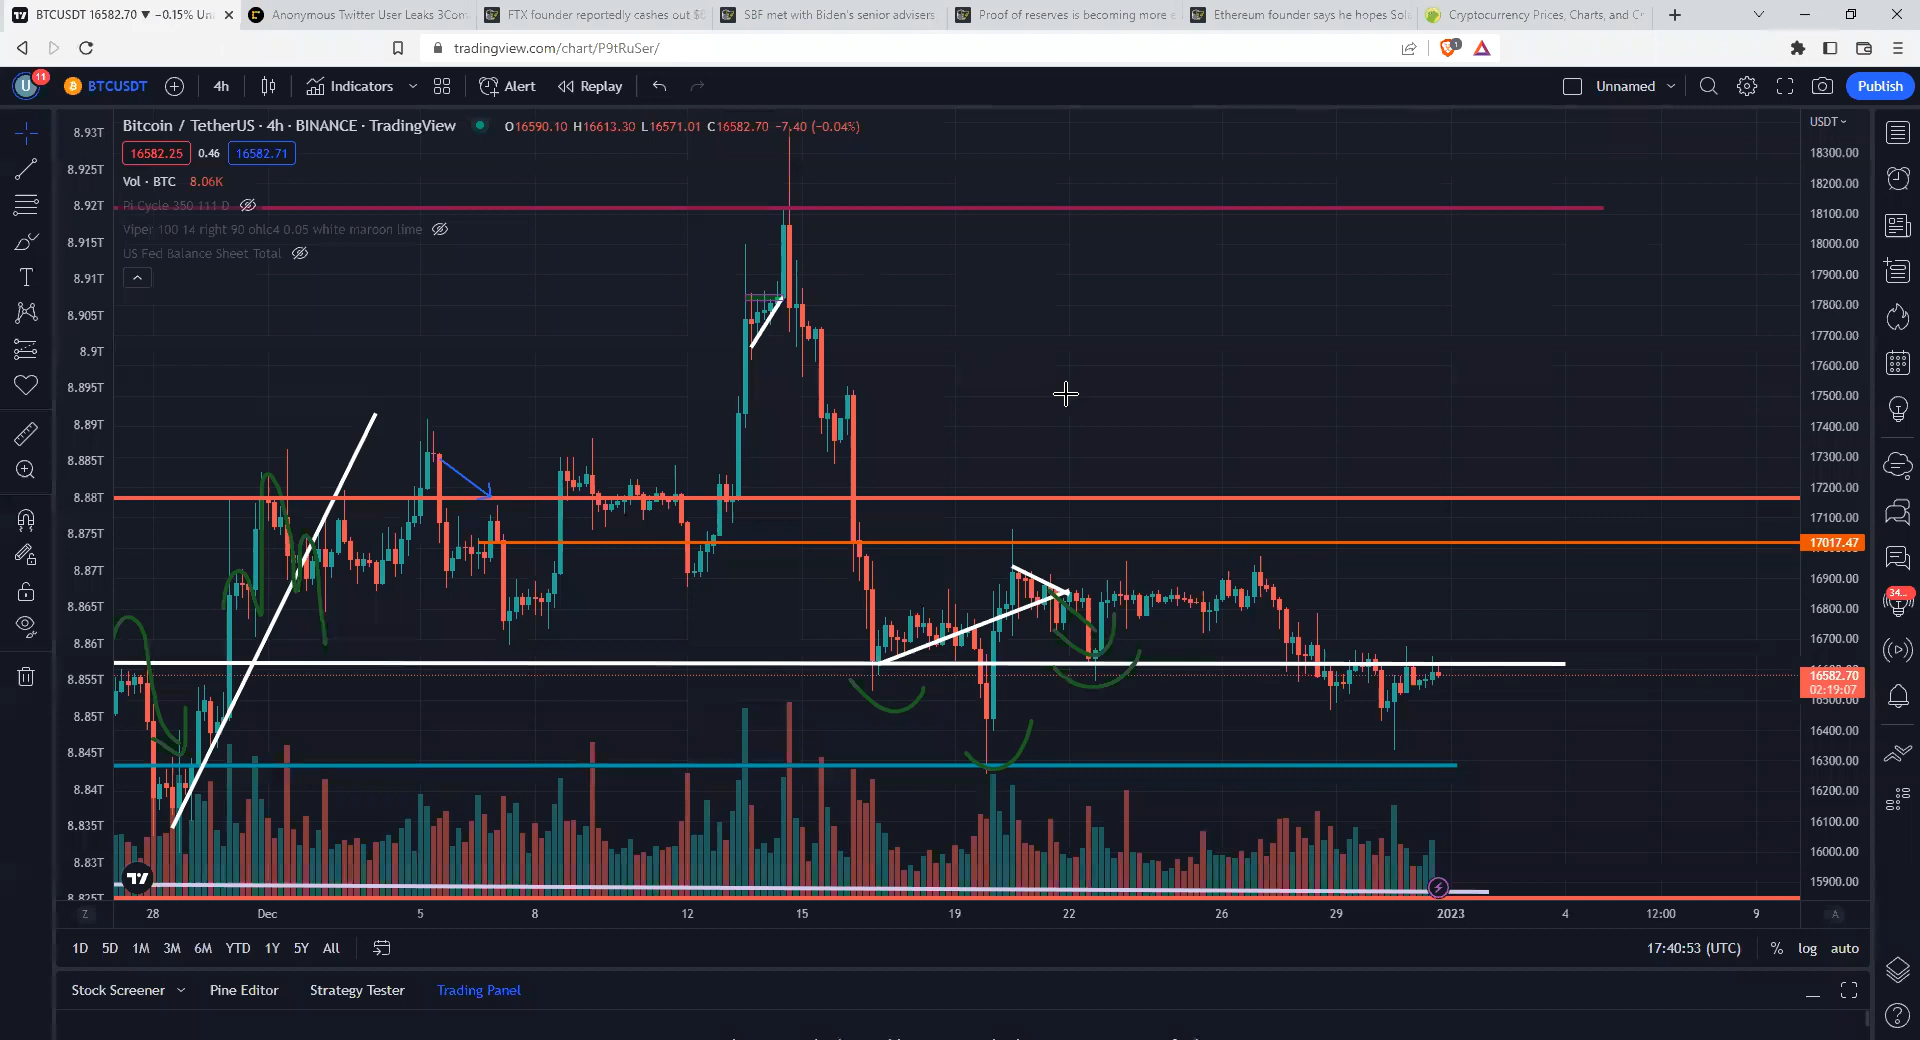 BTCUSDT 16582.70 ▼ −0.15% Un
Anonymous Twitter User Leaks 3Com
FTX founder reportedly cashes out $6
SBF met with Biden's senior advisers
Proof of reserves is becoming more e
Ethereum founder says he hopes Sol
Cryptocurrency Prices, Charts, and Cr
tradingview.com/chart/P9tRuSer/
1
U
11
BTCUSDT
4h
Indicators
Alert
Replay
Unnamed
Publish
Bitcoin / TetherUS · 4h · BINANCE · TradingView
O16590.10 H16613.30 L16571.01 C16582.70 −7.40 (−0.04%)
16582.25
0.46
16582.71
Vol · BTC 8.06K
Pi Cycle 350 111 D
Viper 100 14 right 90 ohlc4 0.05 white maroon lime
US Fed Balance Sheet Total
8.93T
8.925T
8.92T
8.915T
8.91T
8.905T
8.9T
8.895T
8.89T
8.885T
8.88T
8.875T
8.87T
8.865T
8.86T
8.855T
8.85T
8.845T
8.84T
8.835T
8.83T
8.825T
USDT
18300.00
18200.00
18100.00
18000.00
17900.00
17800.00
17700.00
17600.00
17500.00
17400.00
17300.00
17200.00
17100.00
17017.47
16900.00
16800.00
16700.00
16582.70
02:19:07
16500.00
16400.00
16300.00
16200.00
16100.00
16000.00
15900.00
34...
Z
28
Dec
5
8
12
15
19
22
26
29
2023
4
12:00
9
A
1D
5D
1M
3M
6M
YTD
1Y
5Y
All
17:40:53 (UTC)
%
log
auto
Stock Screener
Pine Editor
Strategy Tester
Trading Panel